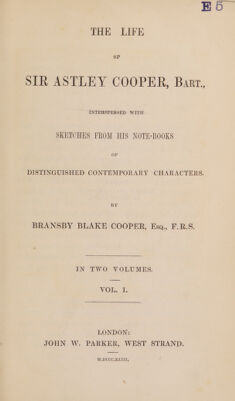 E 5
THE LIFE
OF
SIR ASTLEY COOPER, BART.,
INTERSPERSED WITH
SKETCHES FROM HIS NOTE-BOOKS
OF
DISTINGUISHED CONTEMPORARY CHARACTERS.
BY
BRANSBY BLAKE COOPER, ESQ., F.R.S.
IN TWO VOLUMES.
VOL. I.
LONDON:
JOHN W. PARKER, WEST STRAND.
M.DCCC.XLIII.